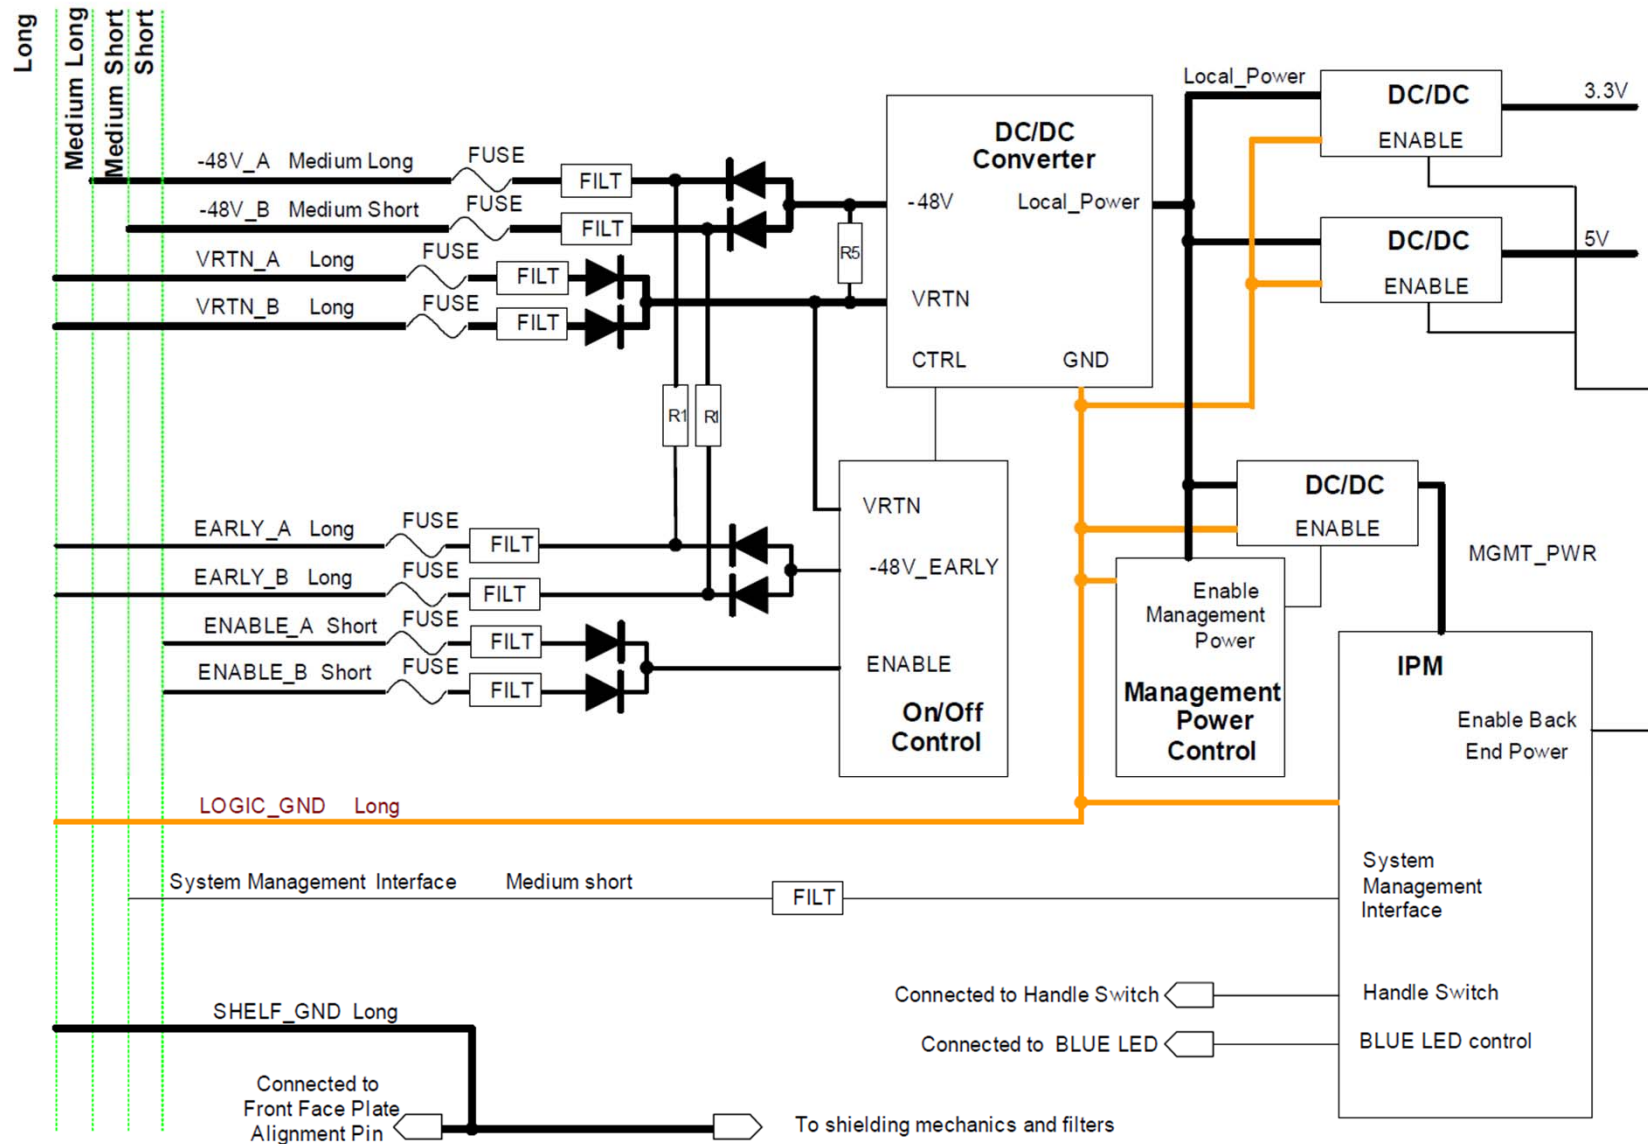 Long
Medium Long
Medium Short
Short
-48V_A Medium Long
FUSE
FILT
-48V_B Medium Short
FUSE
FILT
VRTN_A Long
FUSE
FILT
VRTN_B Long
FUSE
FILT
R5
R1
R1
DC/DC
Converter
-48V
Local_Power
VRTN
CTRL
GND
Local_Power
DC/DC
ENABLE
3.3V
DC/DC
ENABLE
5V
EARLY_A Long
FUSE
FILT
EARLY_B Long
FUSE
FILT
ENABLE_A Short
FUSE
FILT
ENABLE_B Short
FUSE
FILT
VRTN
-48V_EARLY
ENABLE
On/Off
Control
DC/DC
ENABLE
MGMT_PWR
Enable
Management
Power
Management
Power
Control
IPM
Enable Back
End Power
LOGIC_GND Long
System Management Interface Medium short
FILT
System
Management
Interface
Connected to Handle Switch
Handle Switch
Connected to BLUE LED
BLUE LED control
SHELF_GND Long
Connected to
Front Face Plate
Alignment Pin
To shielding mechanics and filters